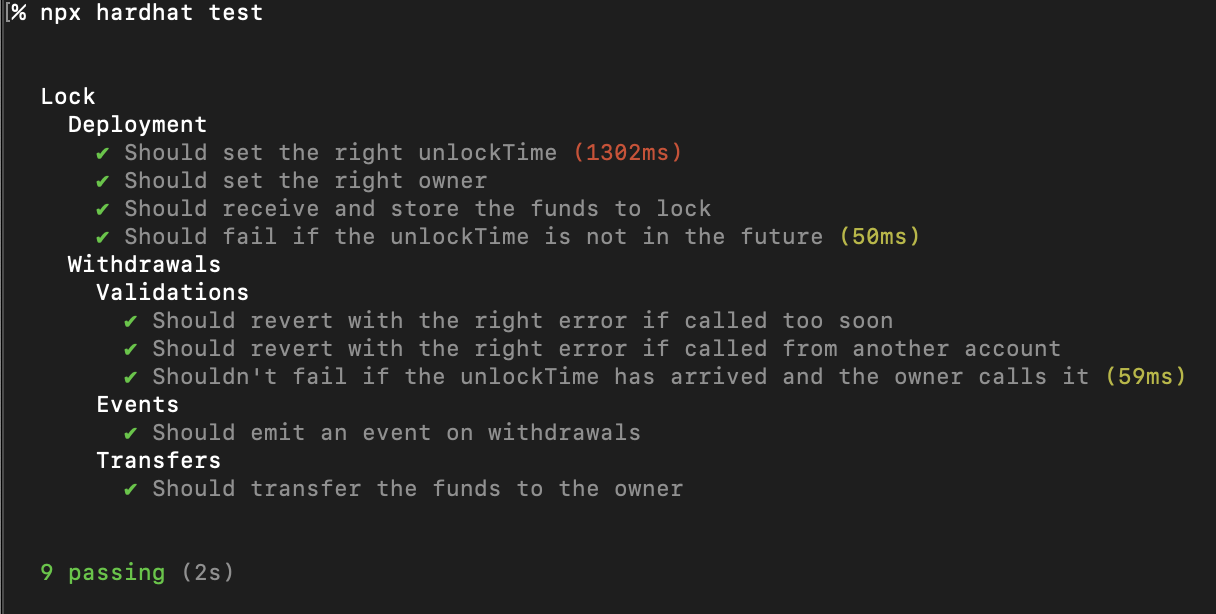 [% npx hardhat test
Lock
Deployment
✔ Should set the right unlockTime (1302ms)
✔ Should set the right owner
✔ Should receive and store the funds to lock
✔ Should fail if the unlockTime is not in the future (50ms)
Withdrawals
Validations
✔ Should revert with the right error if called too soon
✔ Should revert with the right error if called from another account
✔ Shouldn't fail if the unlockTime has arrived and the owner calls it (59ms)
Events
✔ Should emit an event on withdrawals
Transfers
✔ Should transfer the funds to the owner
9 passing (2s)